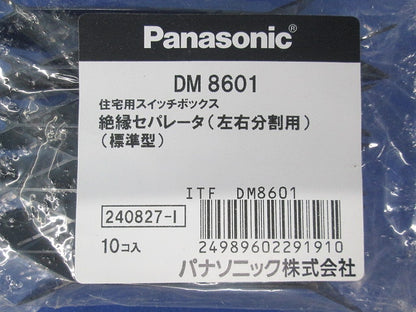 Panasonic®
DM 8601
住宅用スイッチボックス
絶縁セパレータ(左右分割用)
(標準型)
ITF DM8601
240827-I
10コ入
24989602291910
パナソニック株式会社